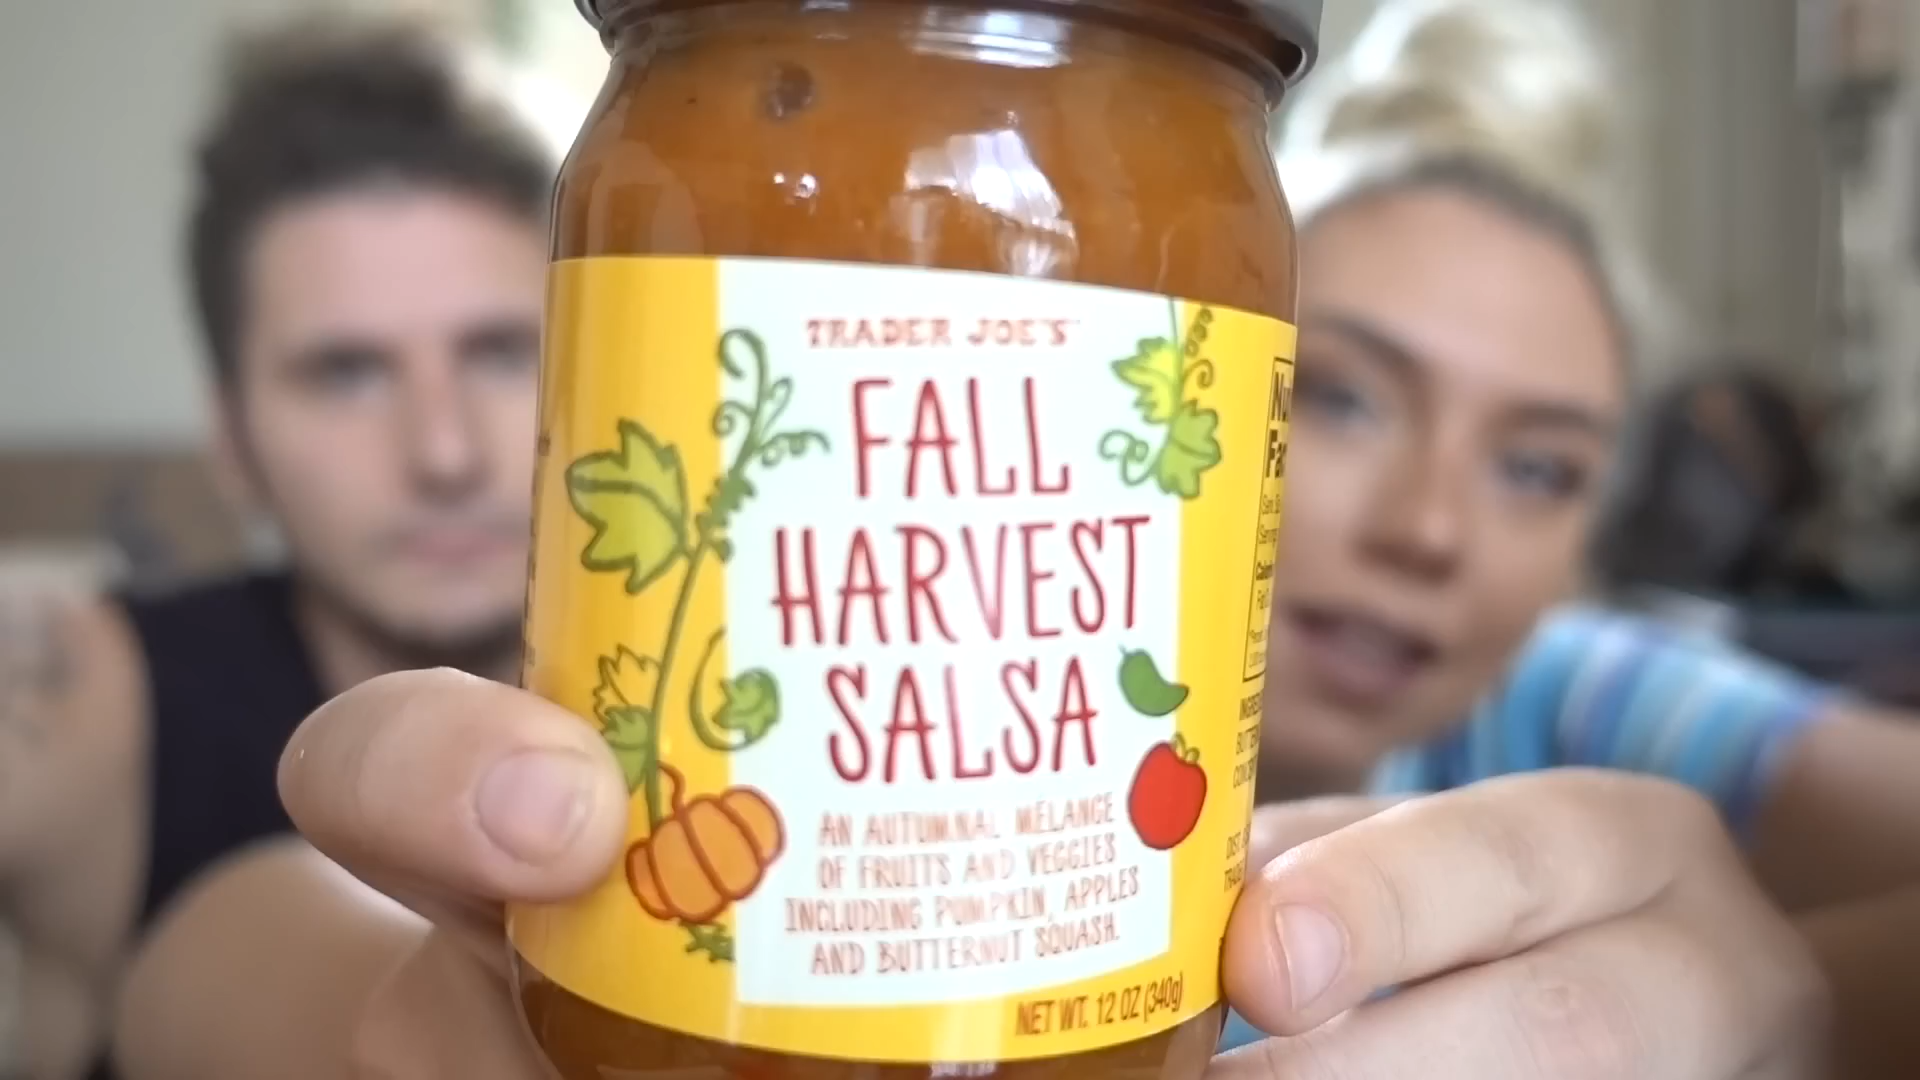 TRADER JOE'S
FALL
HARVEST
SALSA
AN AUTUMNAL MÉLANGE
OF FRUITS AND VEGGIES
INCLUDING PUMPKIN, APPLES
AND BUTTERNUT SQUASH.
NET WT. 12 OZ (340g)